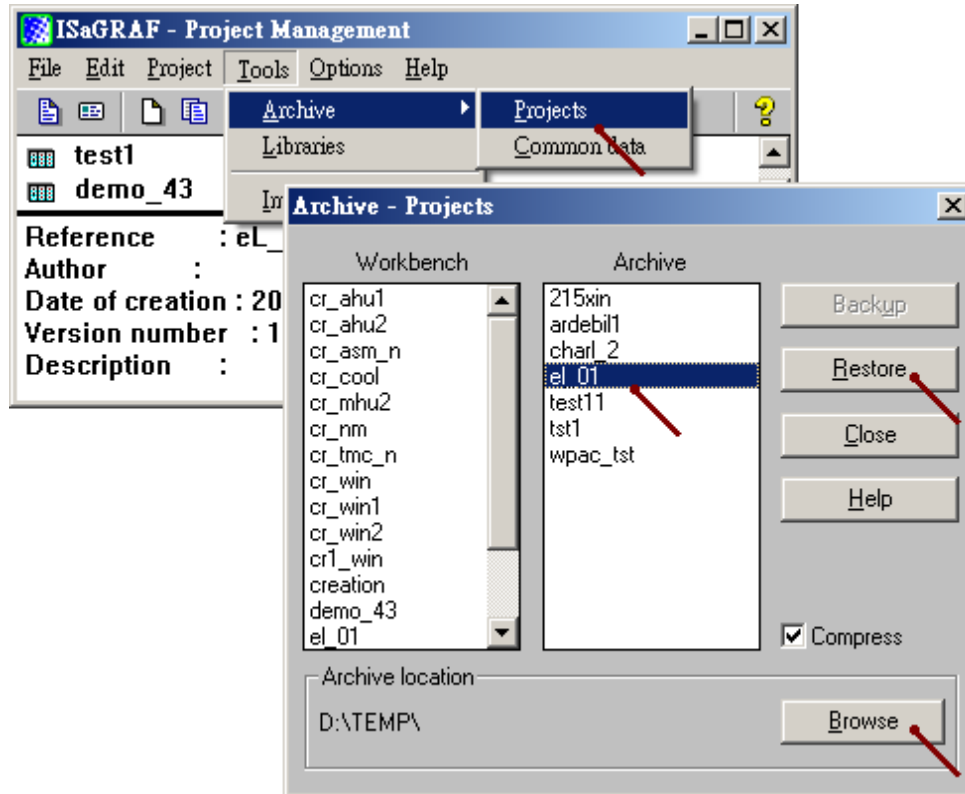 ISaGRAF - Project Management
File Edit Project Tools Options Help
Archive
Projects
Libraries
Common data
test1
demo_43
Reference : eL_
Author :
Date of creation : 20
Version number : 1
Description :
Archive - Projects
Workbench
Archive
cr_ahu1
cr_ahu2
cr_asm_n
cr_cool
cr_mhu2
cr_nm
cr_tmc_n
cr_win
cr_win1
cr_win2
cr1_win
creation
demo_43
el_01
215xin
ardebil1
charl_2
el_01
test11
tst1
wpac_tst
Backup
Restore
Close
Help
Compress
Archive location
D:\TEMP\
Browse